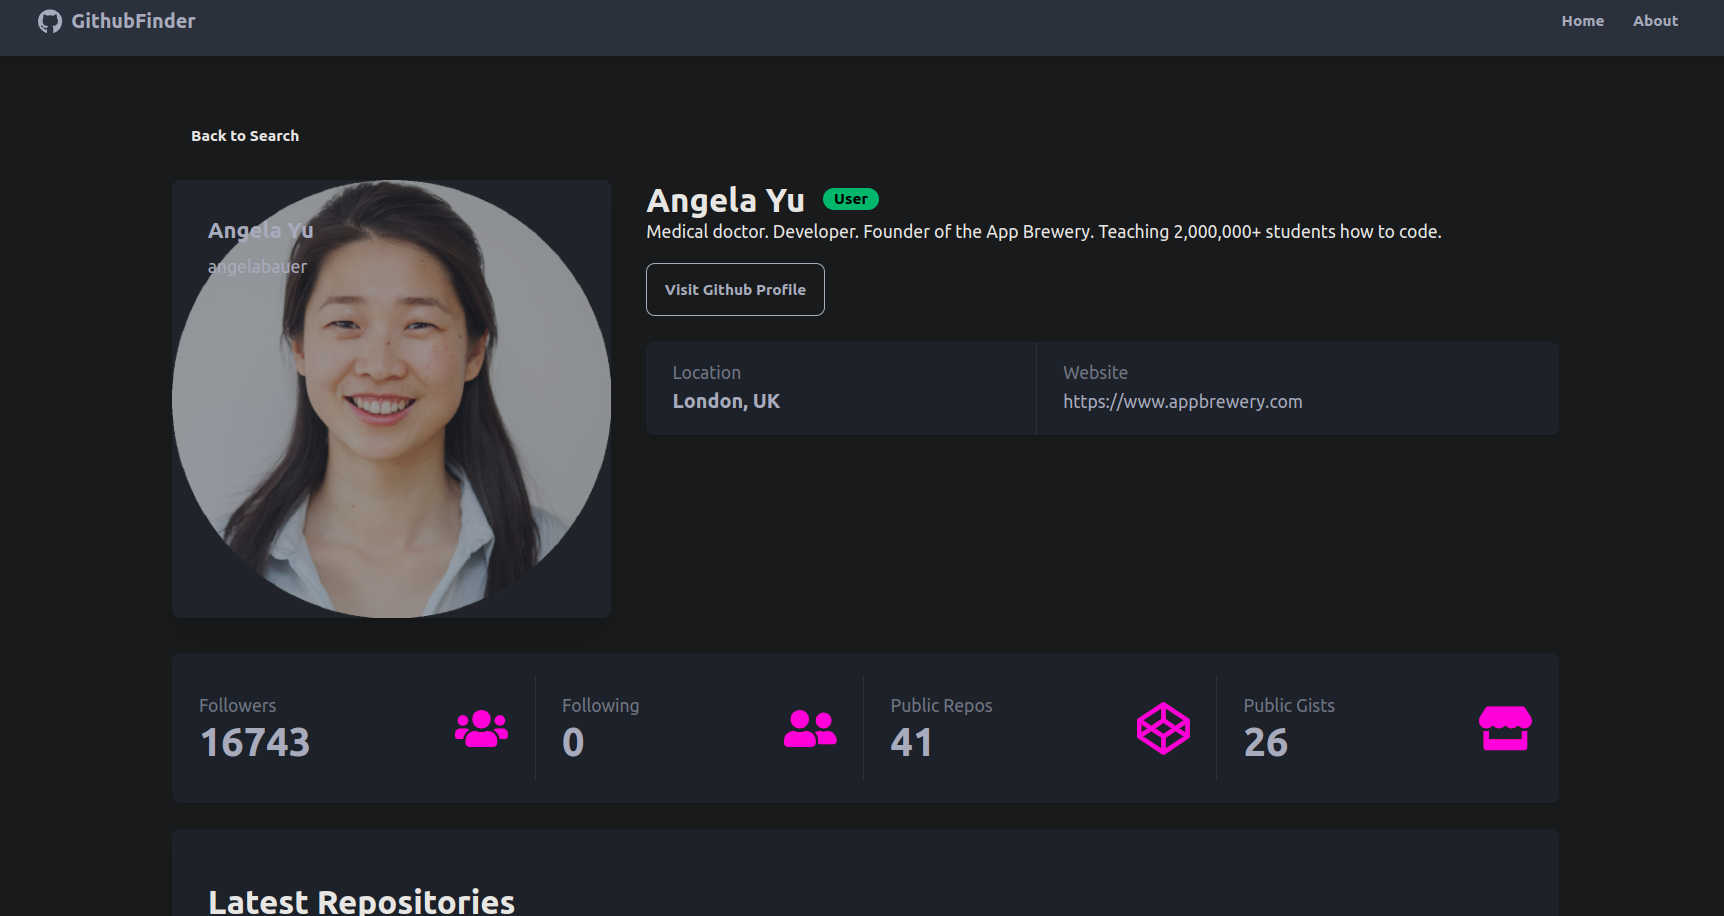 GithubFinder
Home
About
Back to Search
Angela Yu
angelabauer
Angela Yu User
Medical doctor. Developer. Founder of the App Brewery. Teaching 2,000,000+ students how to code.
Visit Github Profile
Location
London, UK
Website
https://www.appbrewery.com
Followers
16743
Following
0
Public Repos
41
Public Gists
26
Latest Repositories